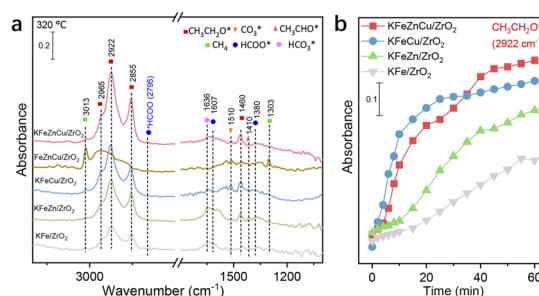 a
320 ℃
0.2
CH₃CH₂O* CO₃* CH₃CHO*
CH₄ HCOO* HCO₃*
3013
2965
2922
2855
*HCOO (2795)
1636
1607
1510
1460
1410
1380
1303
KFeZnCu/ZrO₂
FeZnCu/ZrO₂
KFeCu/ZrO₂
KFeZn/ZrO₂
KFe/ZrO₂
Absorbance
3000 1500 1200
Wavenumber (cm⁻¹)
b
KFeZnCu/ZrO₂
KFeCu/ZrO₂
KFeZn/ZrO₂
KFe/ZrO₂
CH₃CH₂O*
(2922 cm⁻
0.1
Absorbance
0 20 40 60
Time (min)